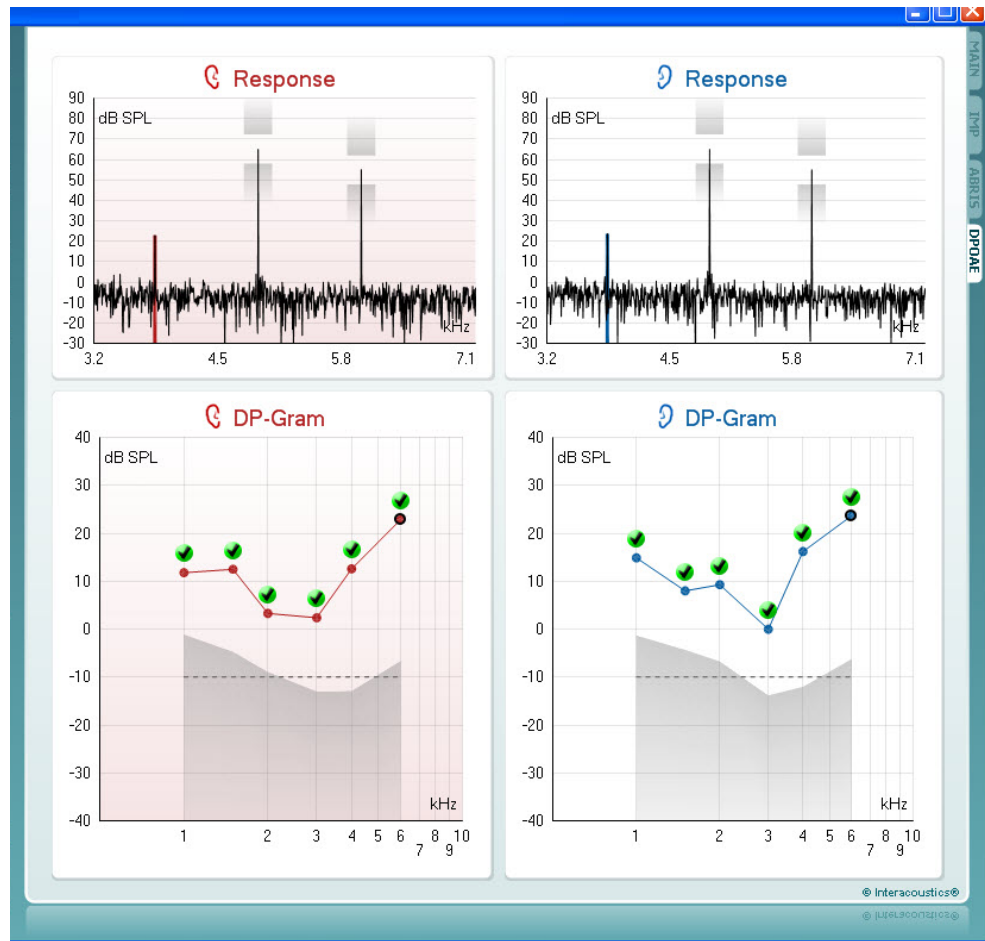 Response
90
80
70
60
50
40
30
20
10
0
-10
-20
-30
dB SPL
kHz
3.2 4.5 5.8 7.1
Response
90
80
70
60
50
40
30
20
10
0
-10
-20
-30
dB SPL
kHz
3.2 4.5 5.8 7.1
MAIN
IMP
ABRIS
DPOAE
DP-Gram
40
30
20
10
0
-10
-20
-30
-40
dB SPL
kHz
1 2 3 4 5 6 8 10
7 9
DP-Gram
40
30
20
10
0
-10
-20
-30
-40
dB SPL
kHz
1 2 3 4 5 6 8 10
7 9
© Interacoustics®